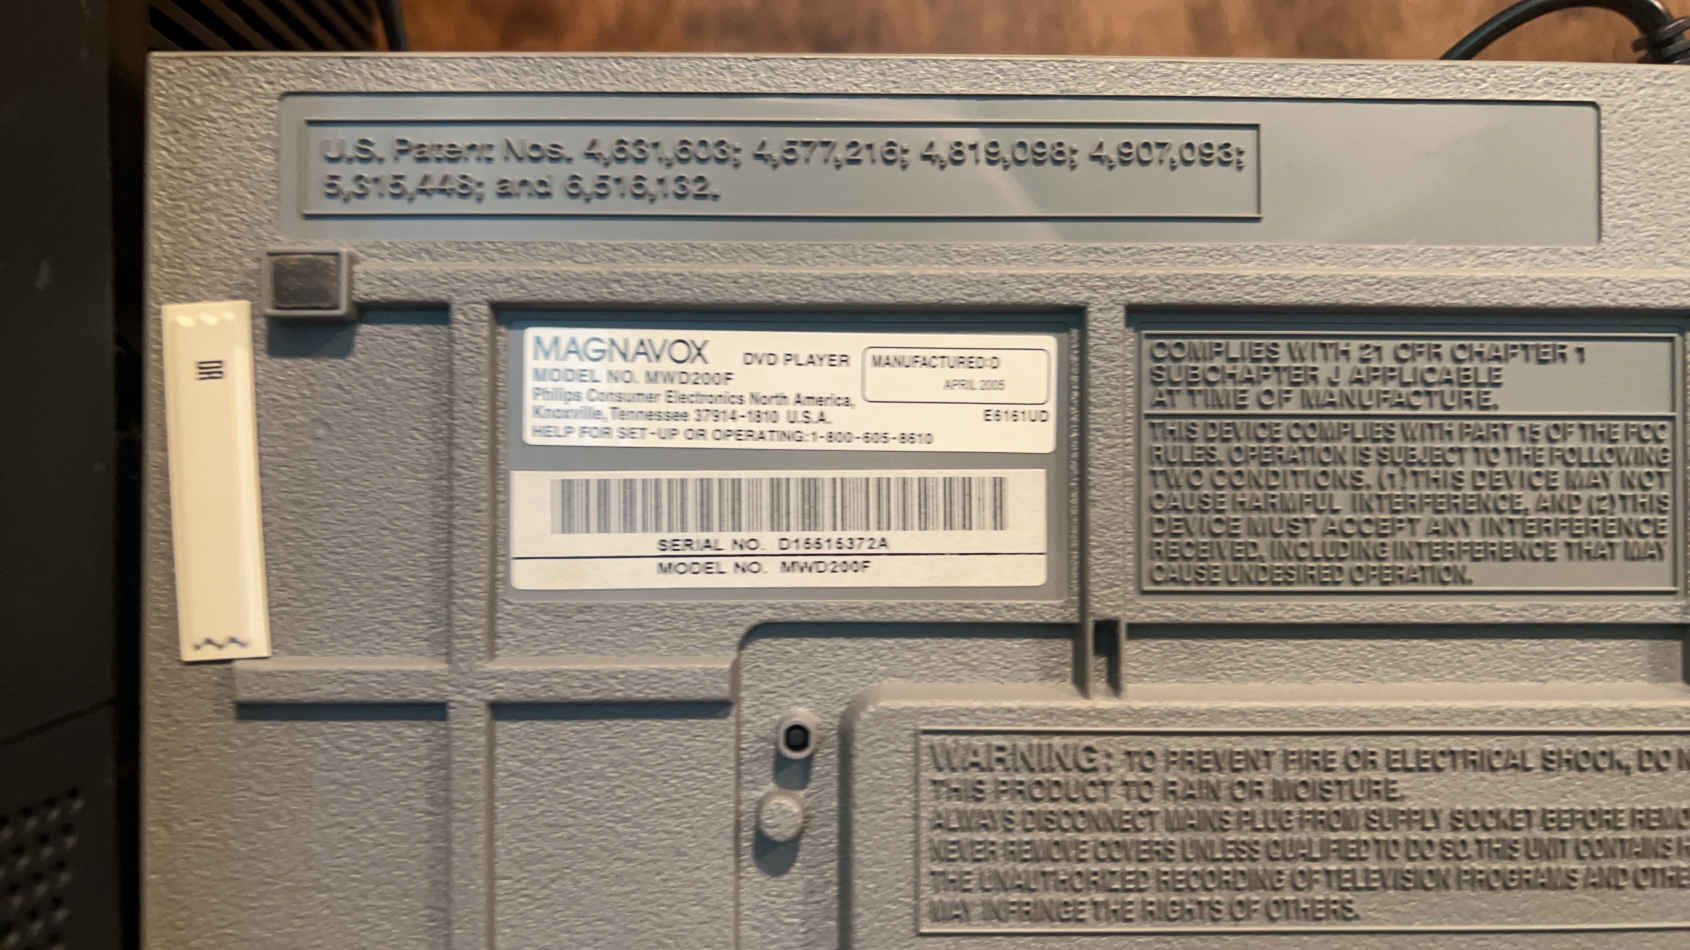 U.S. Patent Nos. 4,631,603; 4,577,216; 4,819,098; 4,907,093;
5,315,448; and 6,516,132.
MAGNAVOX DVD PLAYER
MODEL NO. MWD200F
Philips Consumer Electronics North America,
Knoxville, Tennessee 37914-1810 U.S.A.
HELP FOR SET-UP OR OPERATING:1-800-605-8610
MANUFACTURED:D
APRIL 2005
E6161UD
SERIAL NO. D15515372A
MODEL NO. MWD200F
COMPLIES WITH 21 CFR CHAPTER 1
SUBCHAPTER J APPLICABLE
AT TIME OF MANUFACTURE.
THIS DEVICE COMPLIES WITH PART 15 OF THE FCC
RULES. OPERATION IS SUBJECT TO THE FOLLOWING
TWO CONDITIONS. (1) THIS DEVICE MAY NOT
CAUSE HARMFUL INTERFERENCE, AND (2) THIS
DEVICE MUST ACCEPT ANY INTERFERENCE
RECEIVED, INCLUDING INTERFERENCE THAT MAY
CAUSE UNDESIRED OPERATION.
WARNING: TO PREVENT FIRE OR ELECTRICAL SHOCK, DO
THIS PRODUCT TO RAIN OR MOISTURE.
ALWAYS DISCONNECT MAINS PLUG FROM SUPPLY SOCKET BEFORE
NEVER REMOVE COVERS UNLESS QUALIFIED TO DO SO. THIS UNIT CONTAINS
THE UNAUTHORIZED RECORDING OF TELEVISION PROGRAMS AND
MAY INFRINGE THE RIGHTS OF OTHERS.